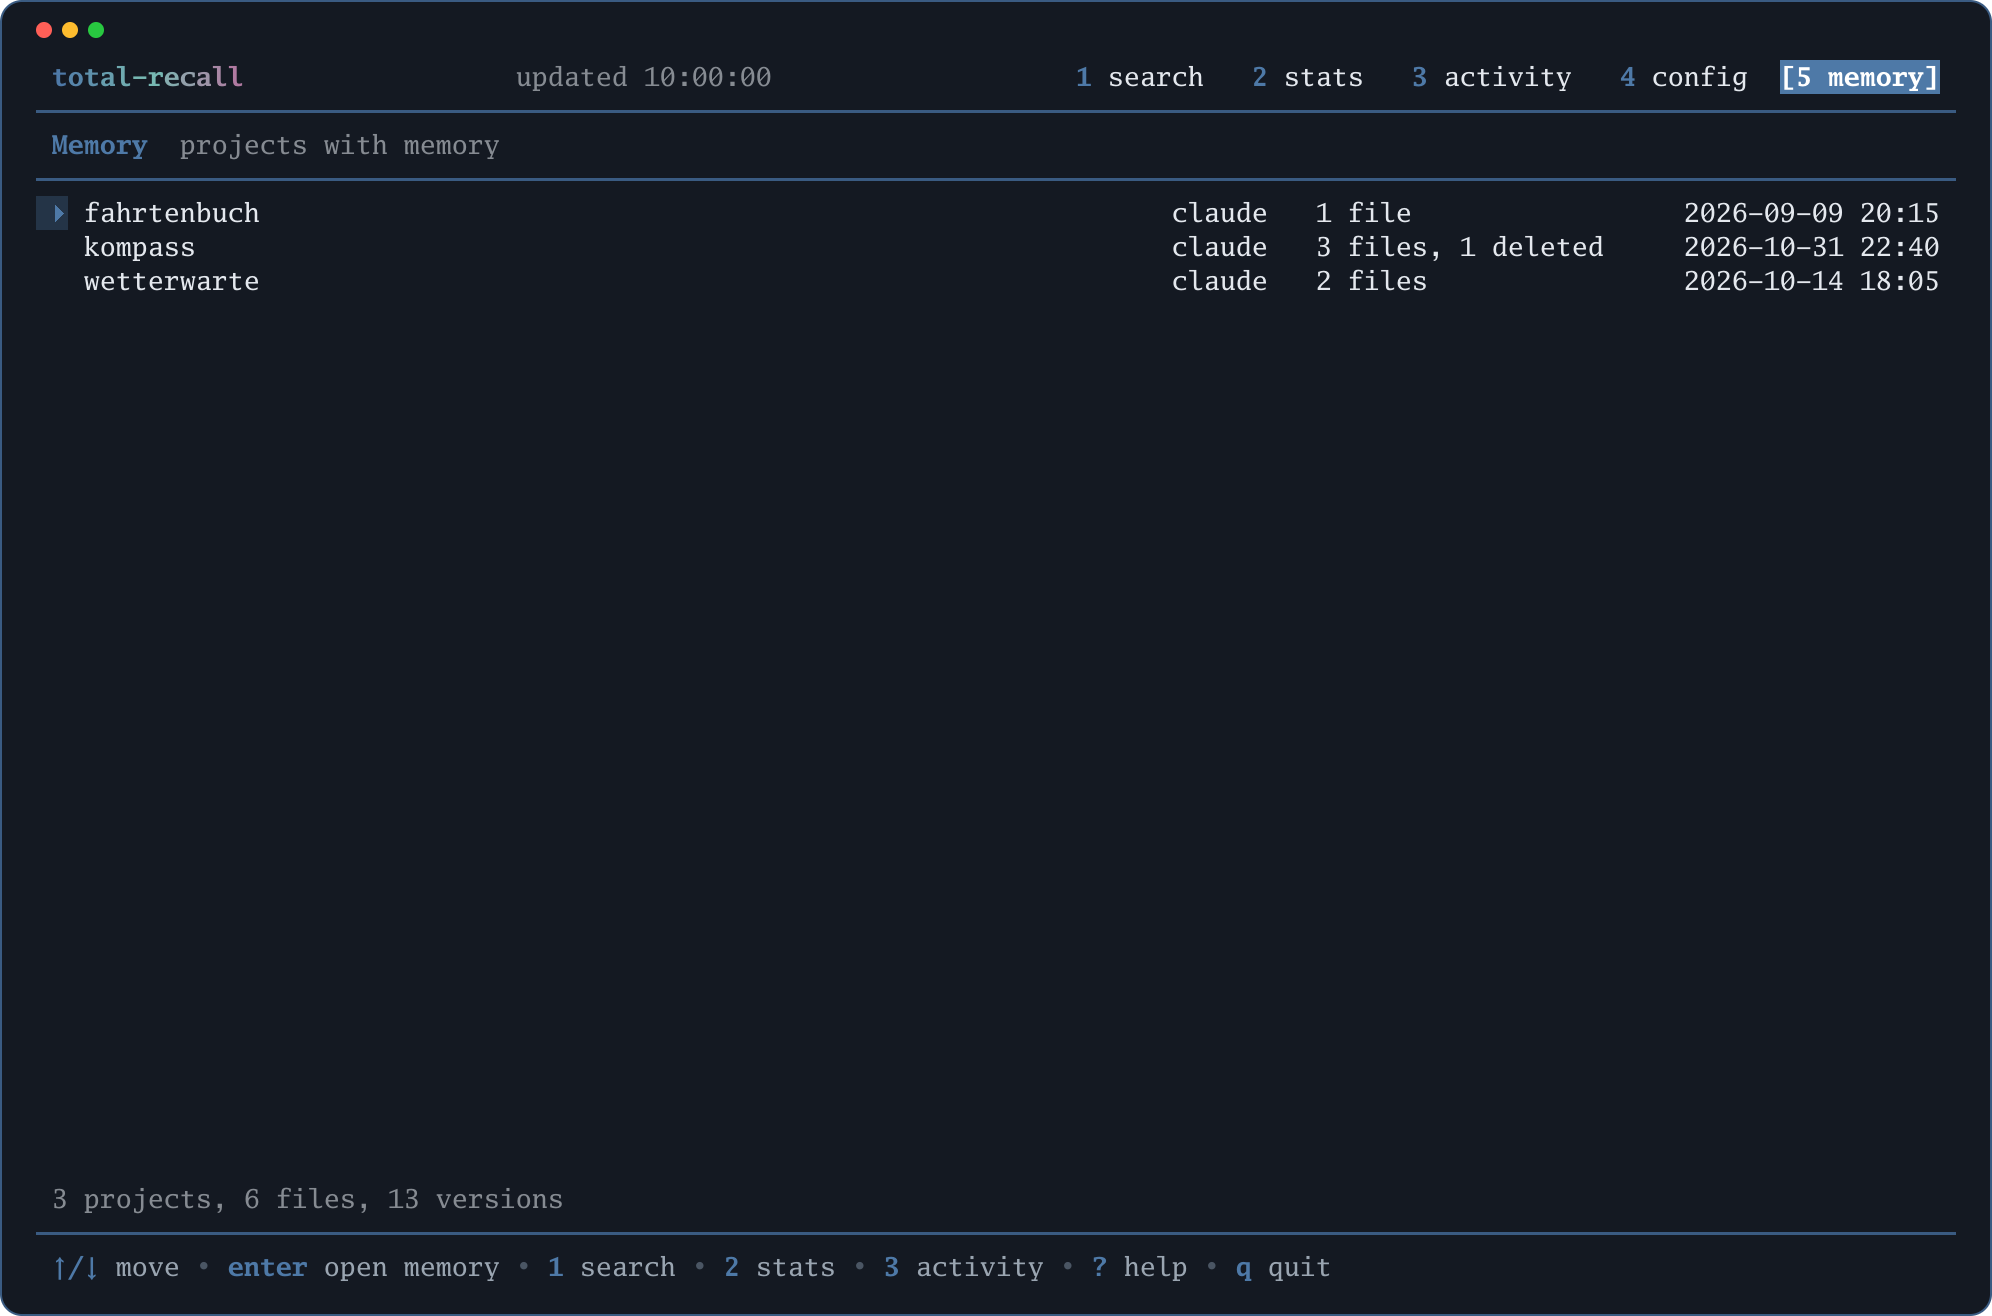 total-recall updated 10:00:00 1 search 2 stats 3 activity 4 config [5 memory]
Memory projects with memory
fahrtenbuch claude 1 file 2026-09-09 20:15
kompass claude 3 files, 1 deleted 2026-10-31 22:40
wetterwarte claude 2 files 2026-10-14 18:05
3 projects, 6 files, 13 versions
↑/↓ move • enter open memory • 1 search • 2 stats • 3 activity • ? help • q quit